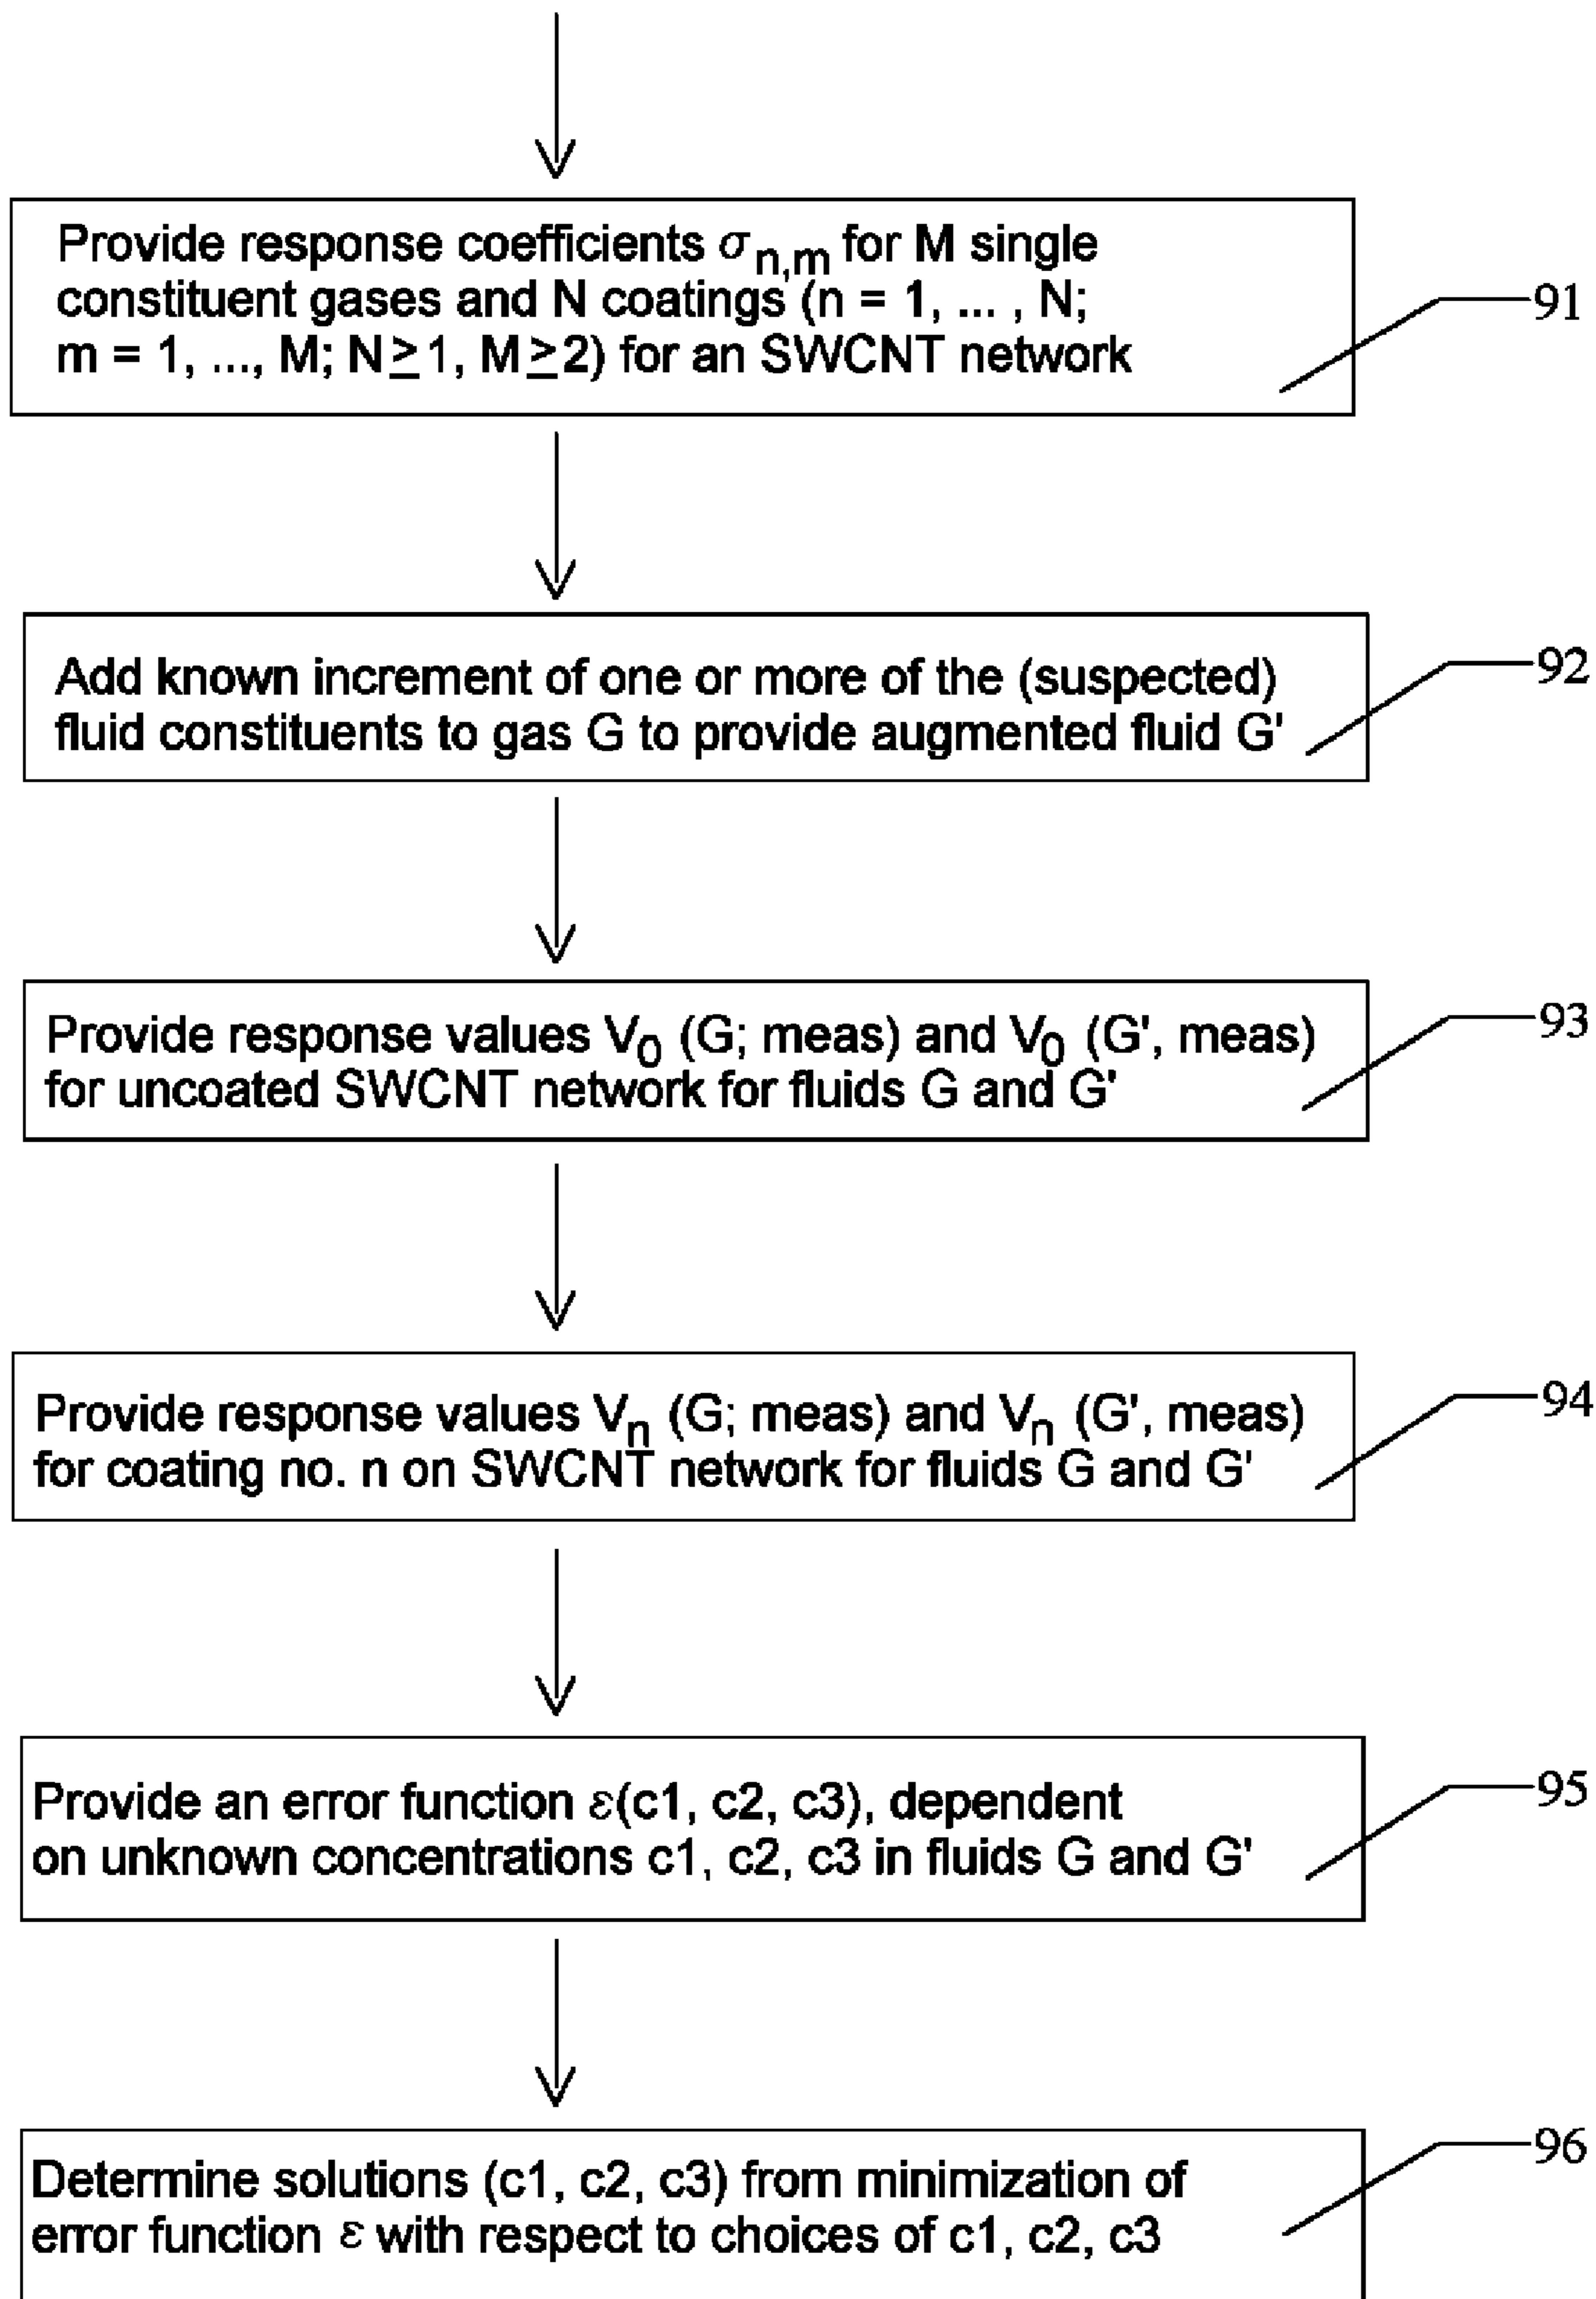 Provide response coefficients σn,m for M single
constituent gases and N coatings (n = 1, ... , N;
m = 1, ..., M; N ≥ 1, M ≥ 2) for an SWCNT network
91
Add known increment of one or more of the (suspected)
fluid constituents to gas G to provide augmented fluid G'
92
Provide response values V0 (G; meas) and V0 (G', meas)
for uncoated SWCNT network for fluids G and G'
93
Provide response values Vn (G; meas) and Vn (G', meas)
for coating no. n on SWCNT network for fluids G and G'
94
Provide an error function ε(c1, c2, c3), dependent
on unknown concentrations c1, c2, c3 in fluids G and G'
95
Determine solutions (c1, c2, c3) from minimization of
error function ε with respect to choices of c1, c2, c3
96